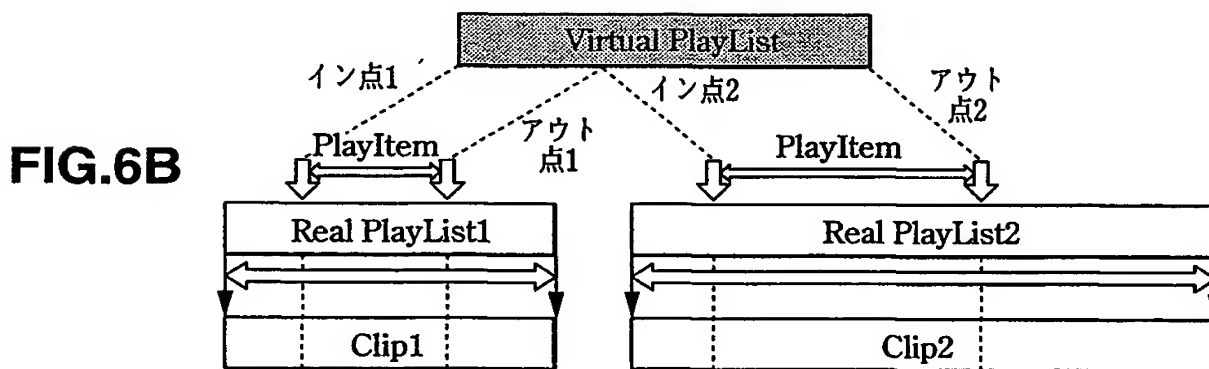 Virtual PlayList
イン点1
イン点2
アウト
点2
アウト
点1
FIG.6B
PlayItem
PlayItem
Real PlayList1
Real PlayList2
Clip1
Clip2